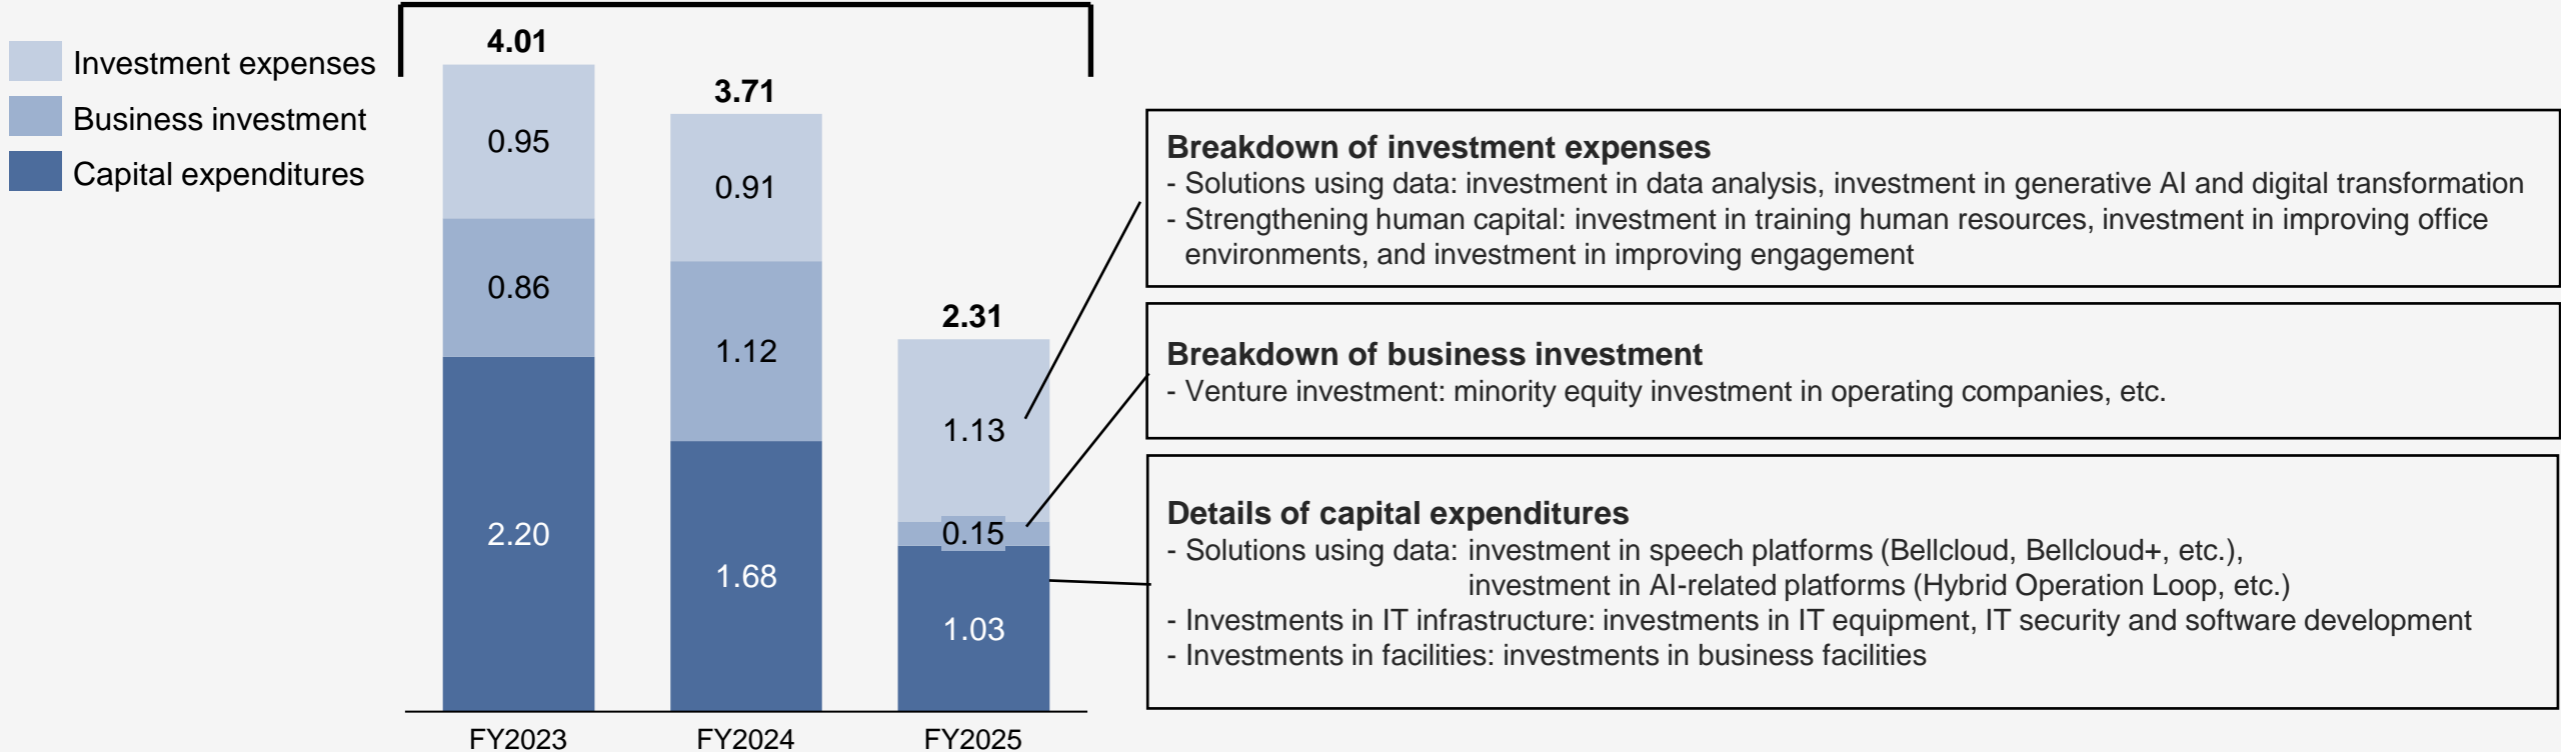 Investment expenses
Business investment
Capital expenditures
4.01
0.95
0.86
2.20
FY2023
3.71
0.91
1.12
1.68
FY2024
2.31
1.13
0.15
1.03
FY2025
Breakdown of investment expenses
- Solutions using data: investment in data analysis, investment in generative AI and digital transformation
- Strengthening human capital: investment in training human resources, investment in improving office
environments, and investment in improving engagement
Breakdown of business investment
- Venture investment: minority equity investment in operating companies, etc.
Details of capital expenditures
- Solutions using data: investment in speech platforms (Bellcloud, Bellcloud+, etc.),
investment in AI-related platforms (Hybrid Operation Loop, etc.)
- Investments in IT infrastructure: investments in IT equipment, IT security and software development
- Investments in facilities: investments in business facilities